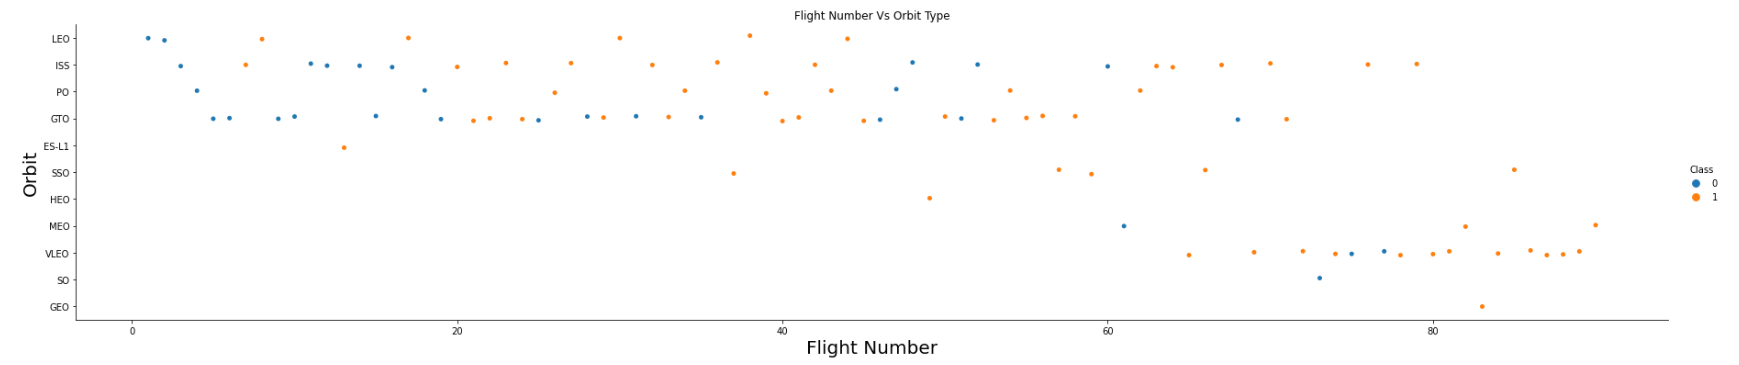 Flight Number Vs Orbit Type
LEO
ISS
PO
GTO
ES-L1
SSO
HEO
MEO
VLEO
SO
GEO
Orbit
0
20
40
60
80
Flight Number
Class
0
1